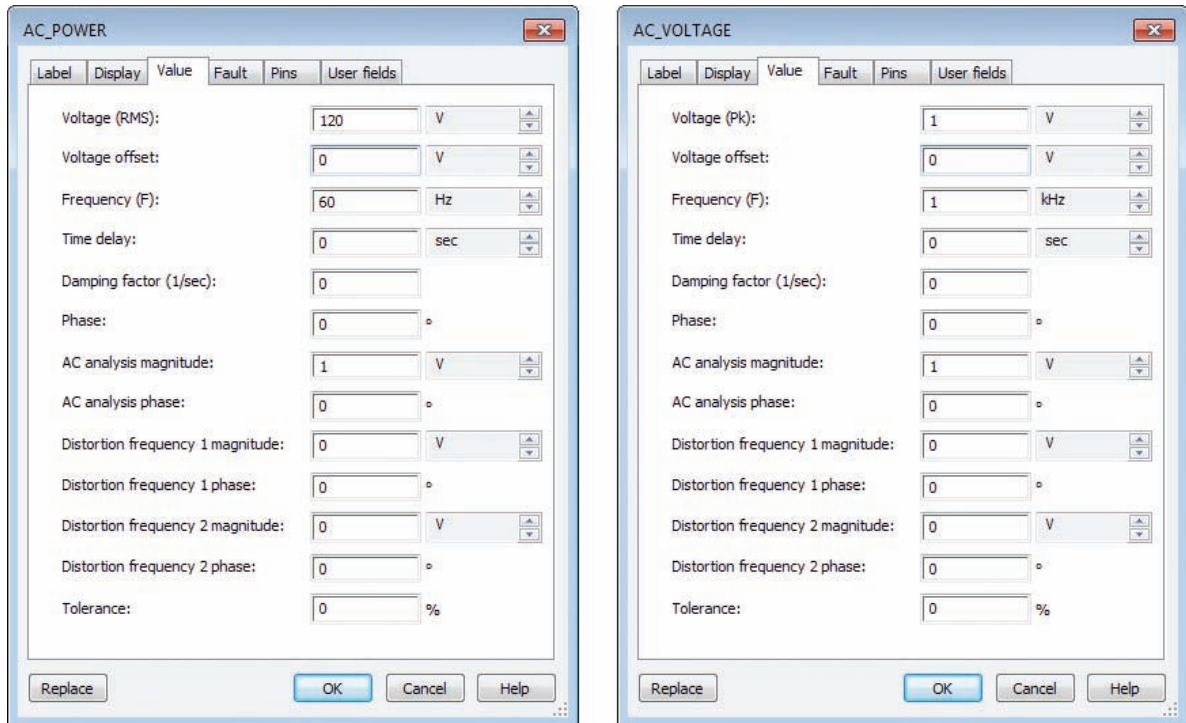 AC_POWER
Label Display Value Fault Pins User fields
Voltage (RMS): 120 V
Voltage offset: 0 V
Frequency (F): 60 Hz
Time delay: 0 sec
Damping factor (1/sec): 0
Phase: 0 °
AC analysis magnitude: 1 V
AC analysis phase: 0 °
Distortion frequency 1 magnitude: 0 V
Distortion frequency 1 phase: 0 °
Distortion frequency 2 magnitude: 0 V
Distortion frequency 2 phase: 0 °
Tolerance: 0 %
Replace OK Cancel Help
AC_VOLTAGE
Label Display Value Fault Pins User fields
Voltage (Pk): 1 V
Voltage offset: 0 V
Frequency (F): 1 kHz
Time delay: 0 sec
Damping factor (1/sec): 0
Phase: 0 °
AC analysis magnitude: 1 V
AC analysis phase: 0 °
Distortion frequency 1 magnitude: 0 V
Distortion frequency 1 phase: 0 °
Distortion frequency 2 magnitude: 0 V
Distortion frequency 2 phase: 0 °
Tolerance: 0 %
Replace OK Cancel Help